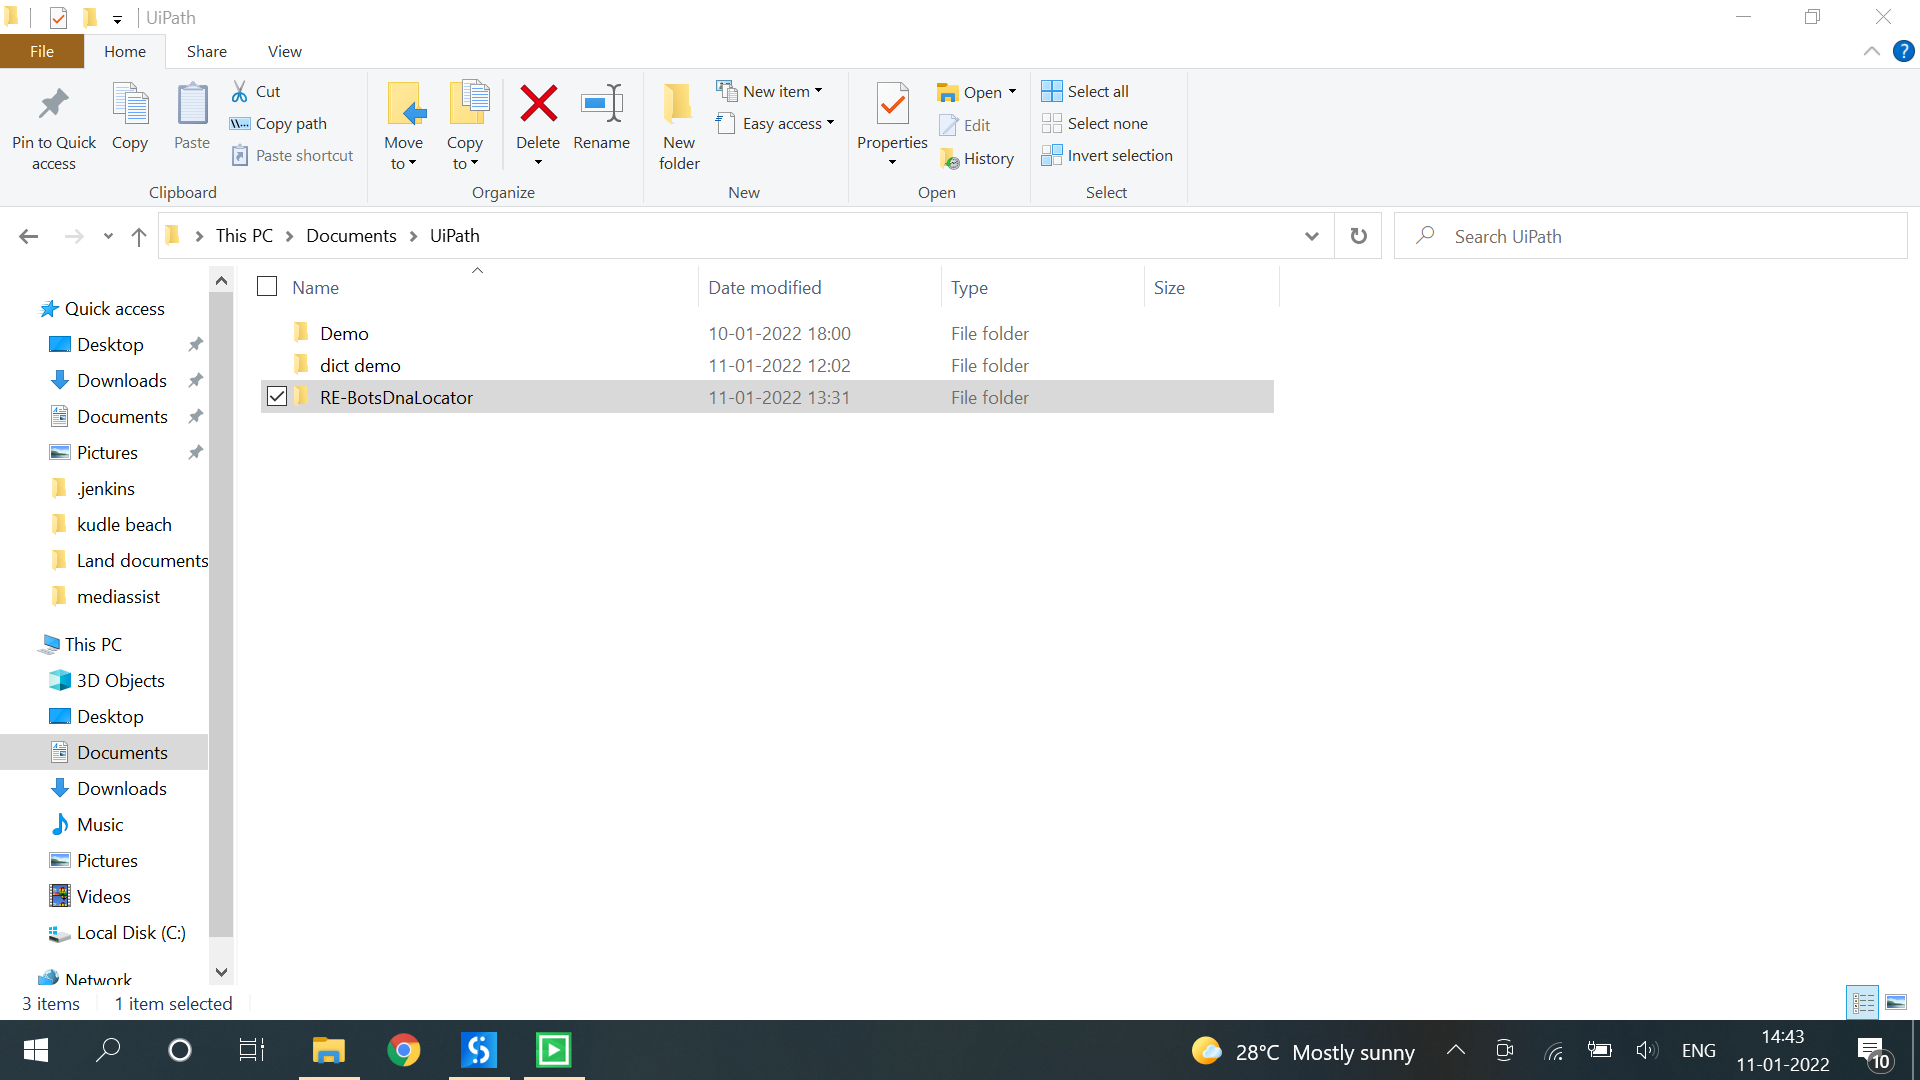 UiPath
File Home Share View
Pin to Quick access
Copy
Paste
Cut
Copy path
Paste shortcut
Clipboard
Move to
Copy to
Delete
Rename
Organize
New folder
New item
Easy access
New
Properties
Open
Edit
History
Open
Select all
Select none
Invert selection
Select
This PC > Documents > UiPath
Search UiPath
Name Date modified Type Size
Demo 10-01-2022 18:00 File folder
dict demo 11-01-2022 12:02 File folder
RE-BotsDnaLocator 11-01-2022 13:31 File folder
Quick access
Desktop
Downloads
Documents
Pictures
.jenkins
kudle beach
Land documents
mediassist
This PC
3D Objects
Desktop
Documents
Downloads
Music
Pictures
Videos
Local Disk (C:)
Network
3 items 1 item selected
28°C Mostly sunny
ENG
14:43
11-01-2022
10